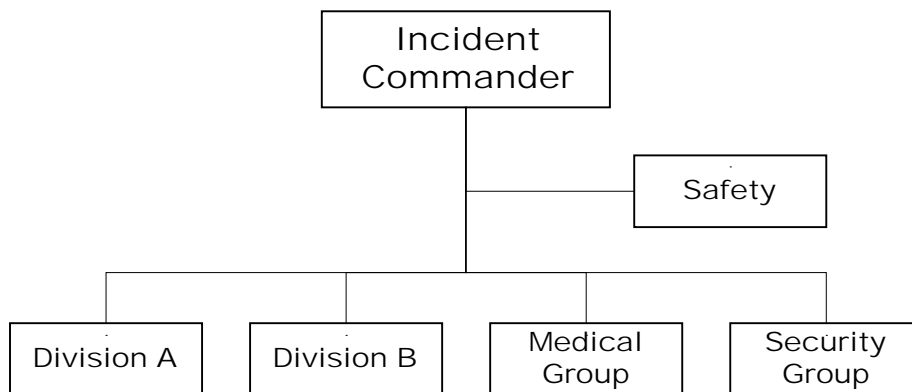 Incident
Commander
Safety
Division A
Division B
Medical
Group
Security
Group